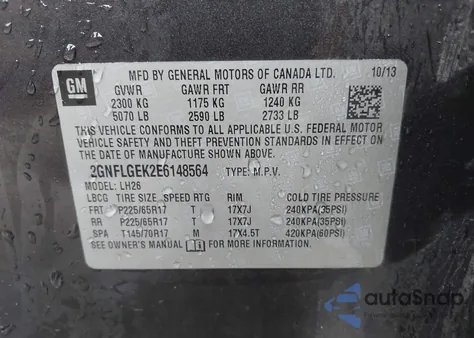 GM
MFD BY GENERAL MOTORS OF CANADA LTD. 10/13
GVWR GAWR FRT GAWR RR
2300 KG 1175 KG 1240 KG
5070 LB 2590 LB 2733 LB
THIS VEHICLE CONFORMS TO ALL APPLICABLE U.S. FEDERAL MOTOR
VEHICLE SAFETY AND THEFT PREVENTION STANDARDS IN EFFECT ON
THE DATE OF MANUFACTURE SHOWN ABOVE.
2GNFLGEK2E6148564 TYPE: M.P.V.
MODEL: LH26
LBCG TIRE SIZE SPEED RTG RIM COLD TIRE PRESSURE
FRT P225/65R17 T 17X7J 240KPA(35PSI)
RR P225/65R17 T 17X7J 240KPA(35PSI)
SPA T145/70R17 M 17X4.5T 420KPA(60PSI)
SEE OWNER'S MANUAL FOR MORE INFORMATION.
autoSnap